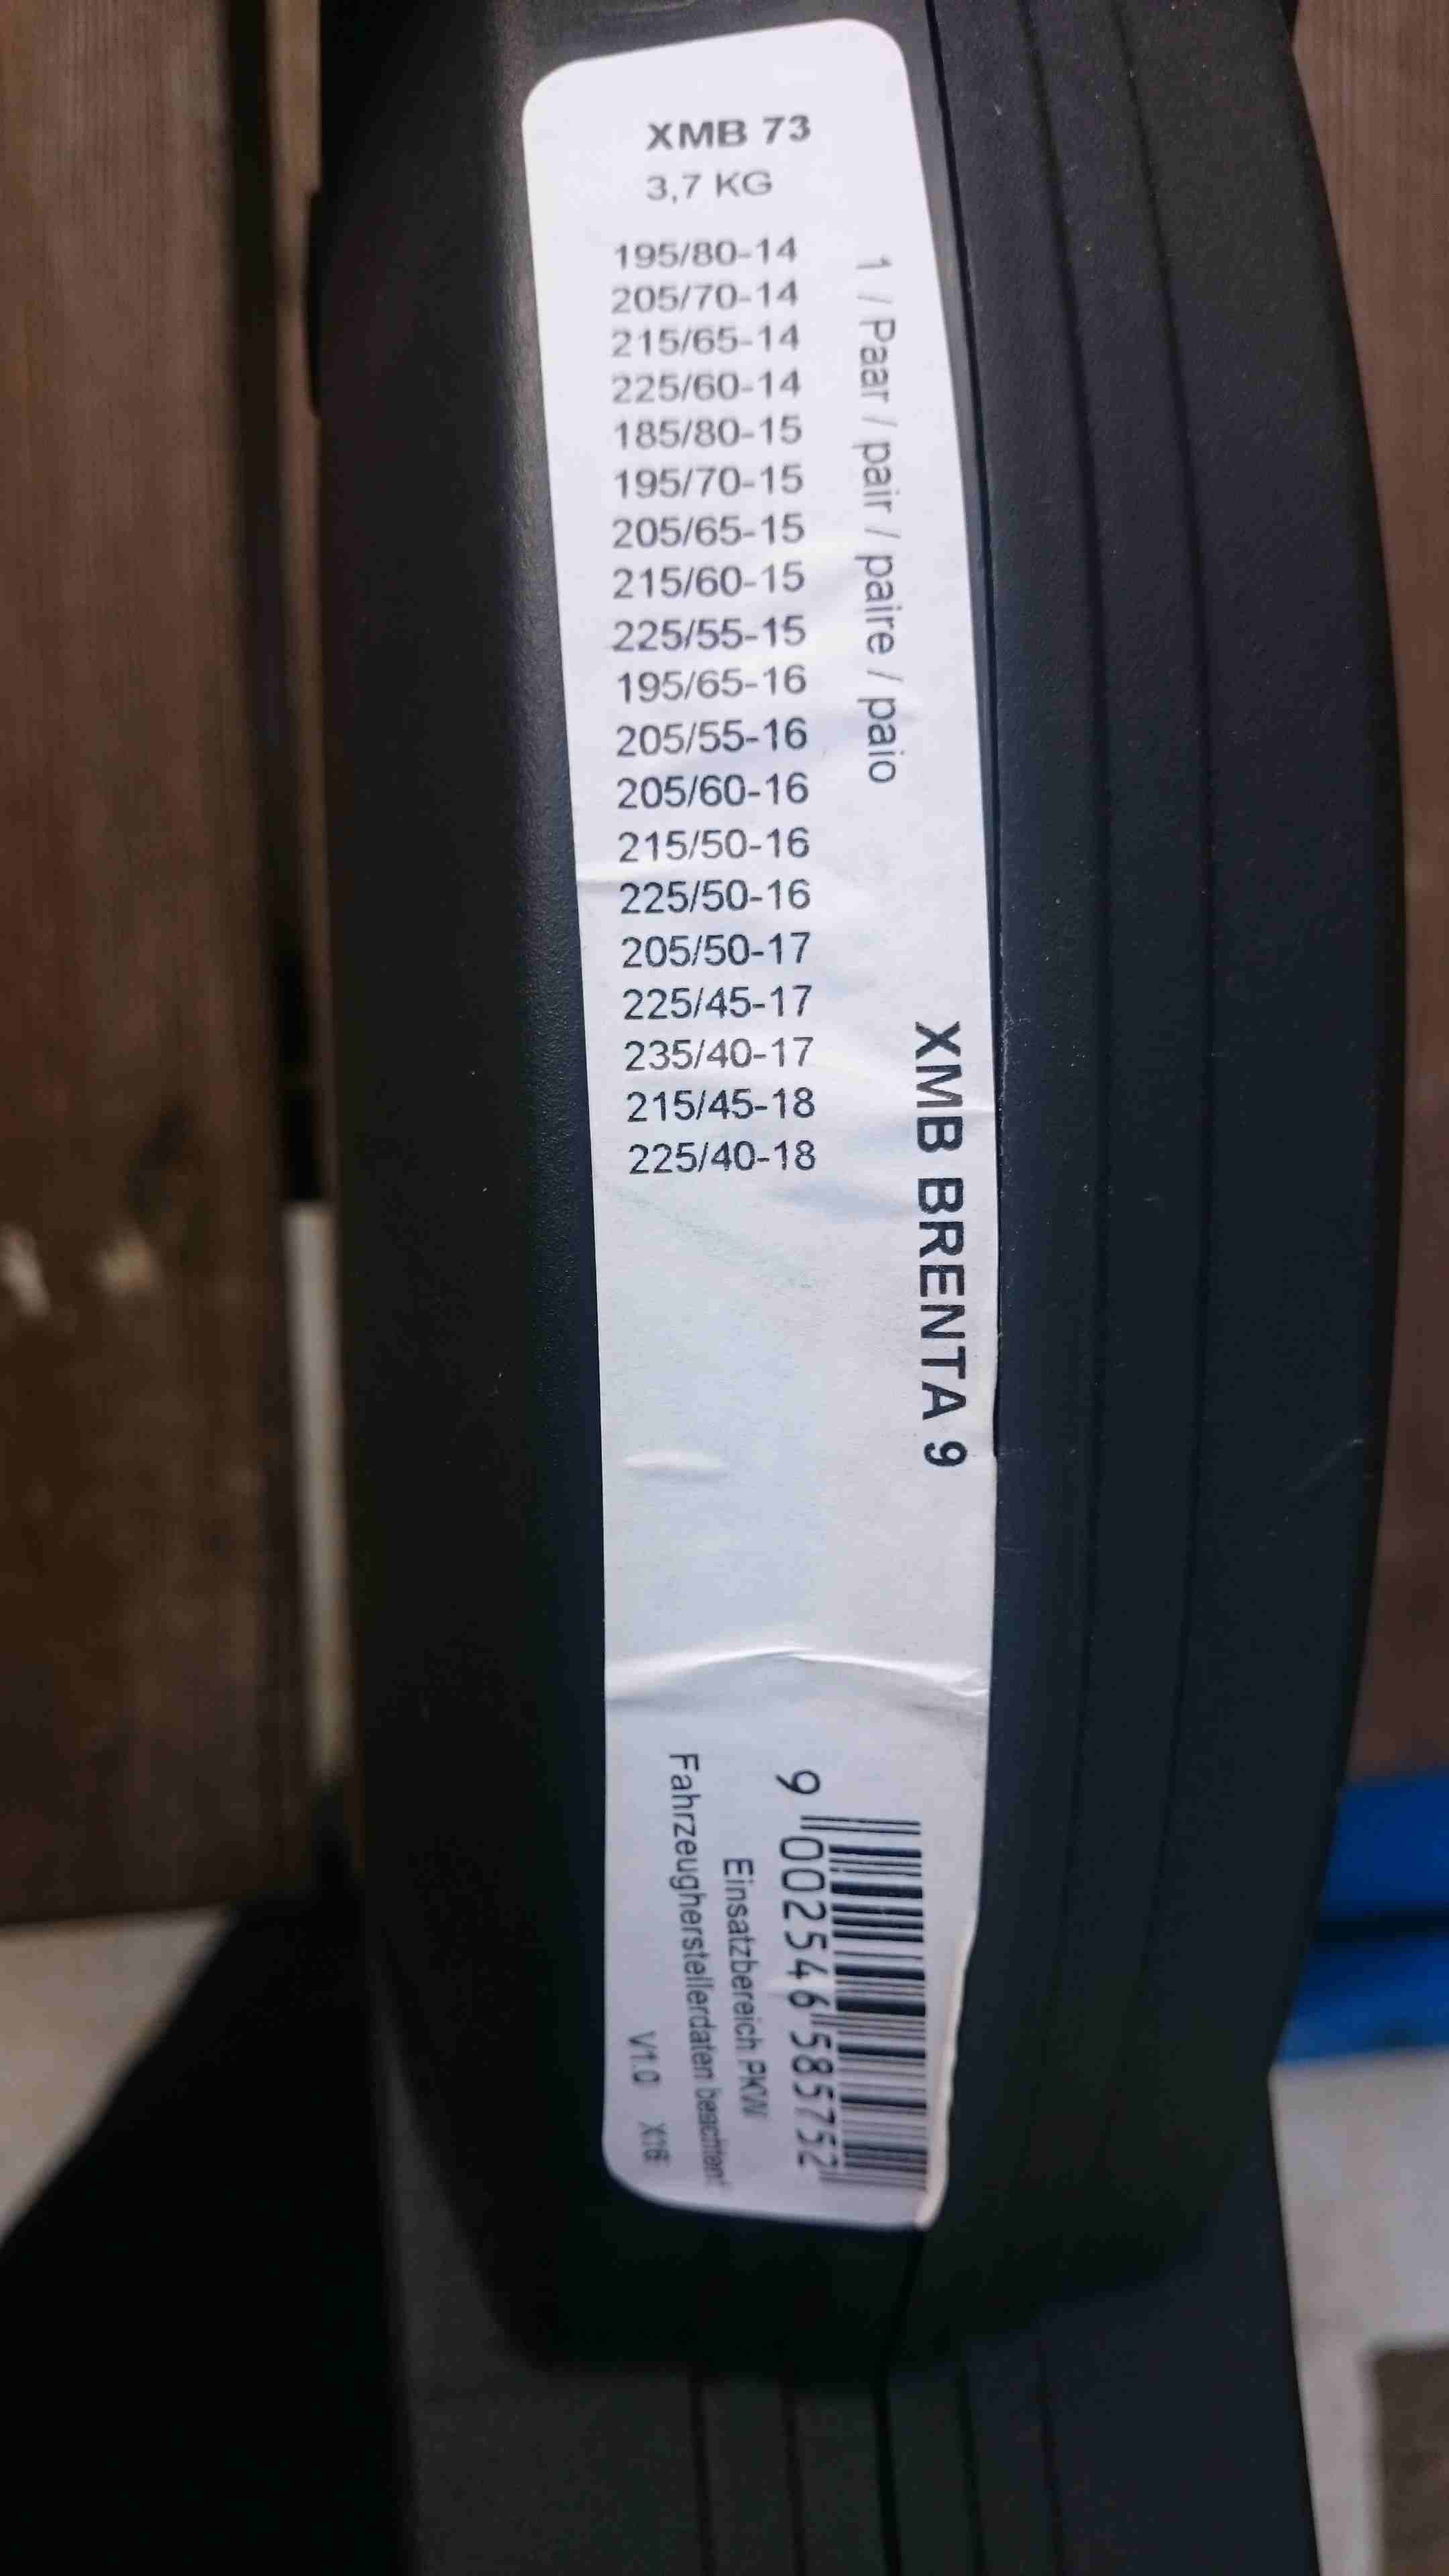 XMB 73
3,7 KG
195/80-14
205/70-14
215/65-14
225/60-14
185/80-15
195/70-15
205/65-15
215/60-15
225/55-15
195/65-16
205/55-16
205/60-16
215/50-16
225/50-16
205/50-17
225/45-17
235/40-17
215/45-18
225/40-18
1 / Paar / pair / paire / paio
XMB BRENTA 9
9 002546 585752
Einsatzbereich PKW
Fahrzeugherstellerdaten beachten!
V1.0 X16